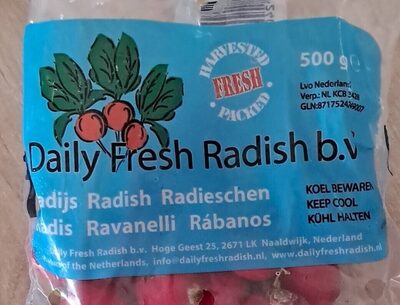 HARVESTED
FRESH
PACKED
500 g
Lvo Nederland
Verp.: NL KCB
Daily Fresh Radish b.v
adijs Radish Radieschen
adis Ravanelli Rábanos
KOEL BEWAREN
KEEP COOL
KÜHL HALTEN
Daily Fresh Radish b.v. Hoge Geest 25, 2671 LK Naaldwijk, Nederland
of the Netherlands, info@dailyfreshradish.nl, www.dailyfreshradish.nl